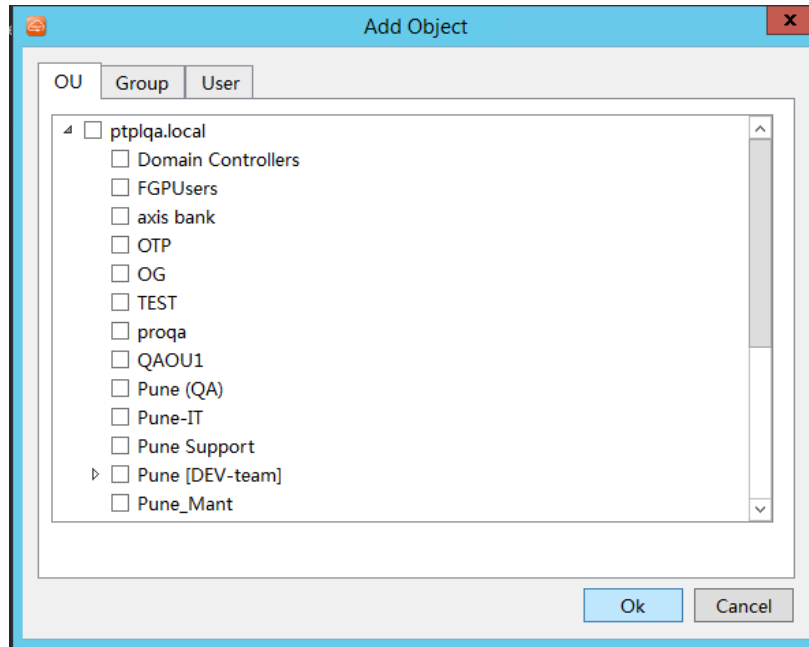 Add Object
x
OU Group User
ptplqa.local
Domain Controllers
FGPUsers
axis bank
OTP
OG
TEST
proqa
QAOU1
Pune (QA)
Pune-IT
Pune Support
Pune [DEV-team]
Pune_Mant
Ok Cancel